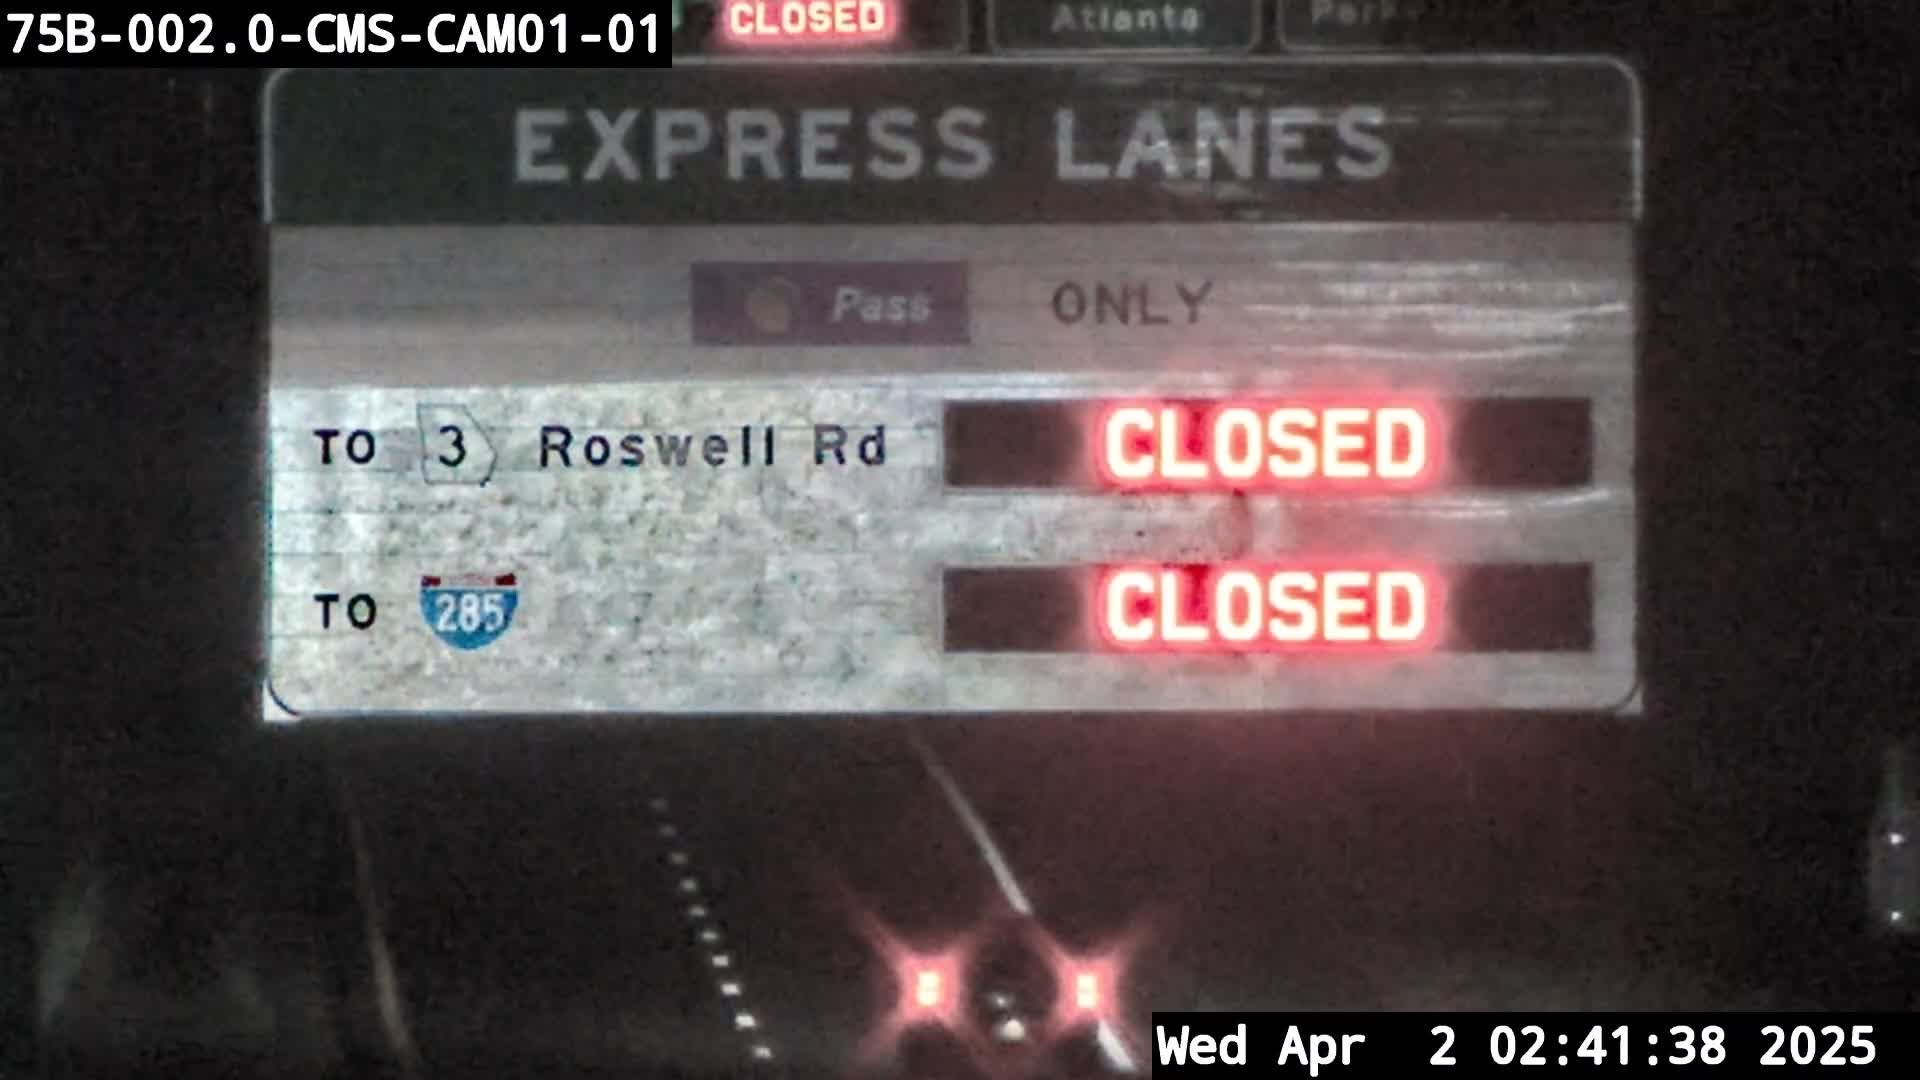 75B-002.0-CMS-CAM01-01
CLOSED
Atlanta
EXPRESS LANES
Pass ONLY
TO 3 Roswell Rd CLOSED
TO 285 CLOSED
Wed Apr 2 02:41:38 2025